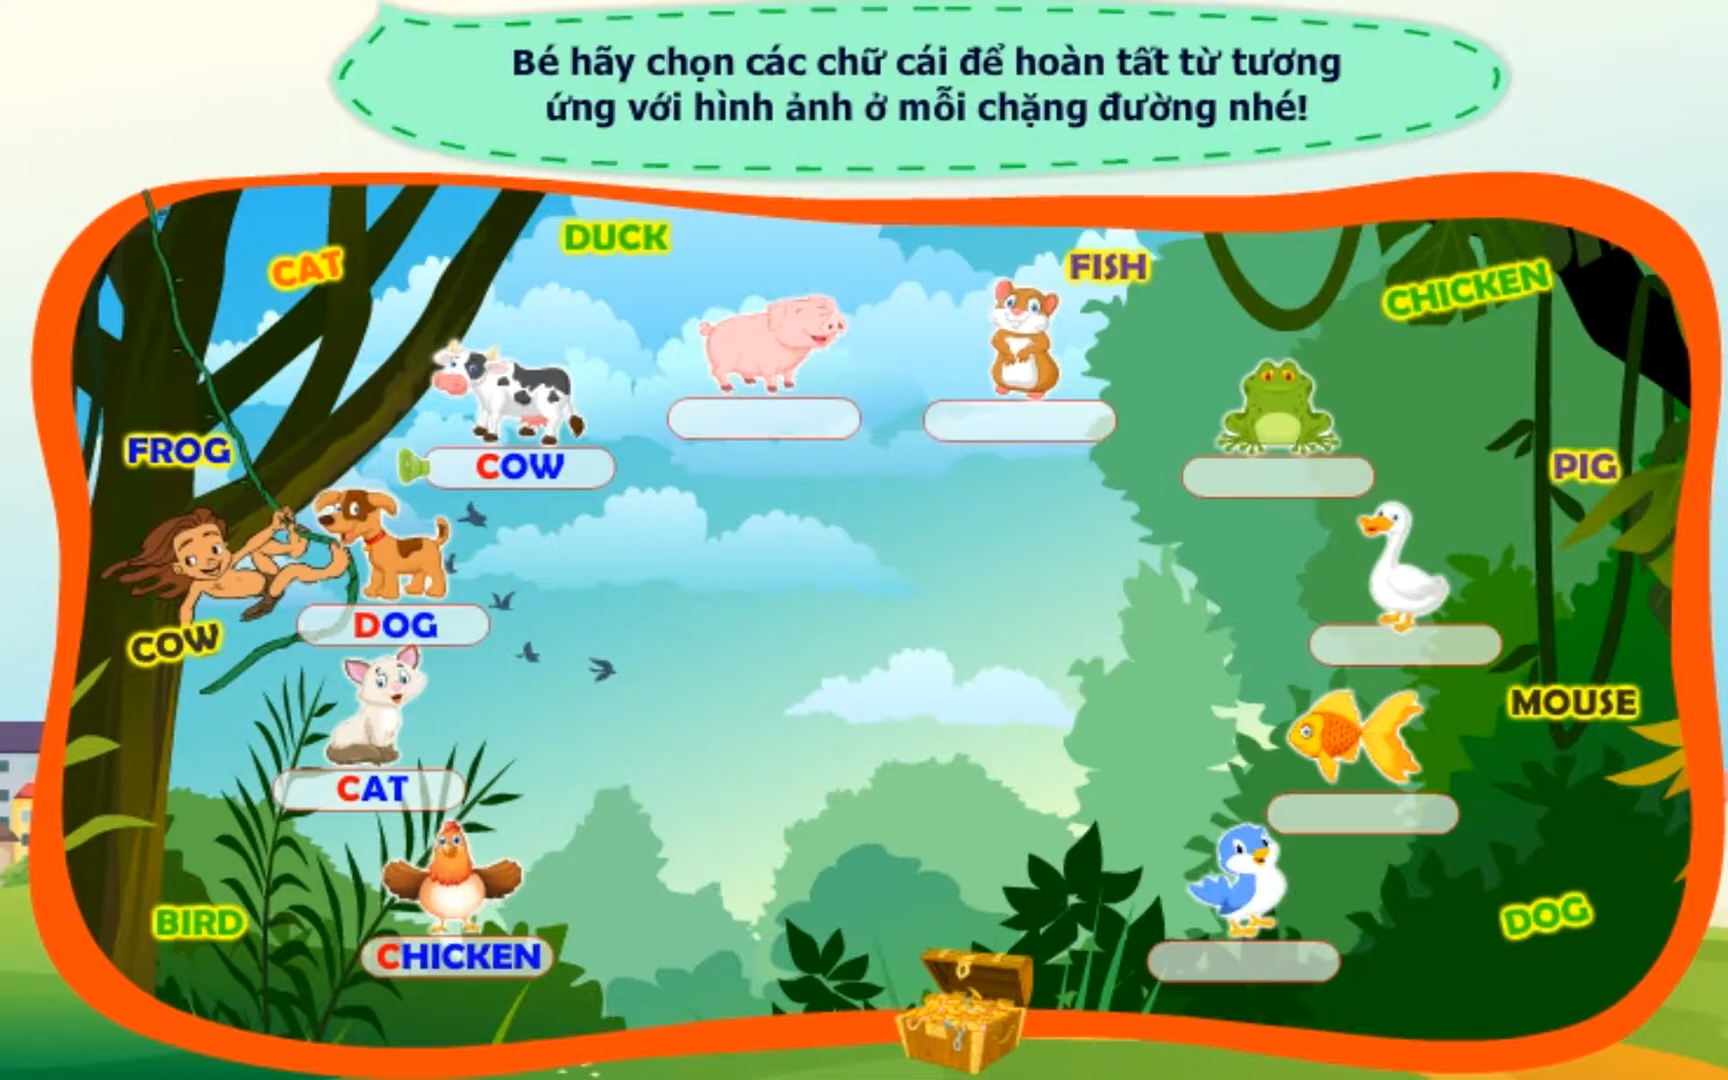 Bé hãy chọn các chữ cái để hoàn tất từ tương
ứng với hình ảnh ở mỗi chặng đường nhé!
DUCK
CAT
FISH
CHICKEN
FROG
COW
PIG
DOG
COW
MOUSE
CAT
BIRD
DOG
CHICKEN